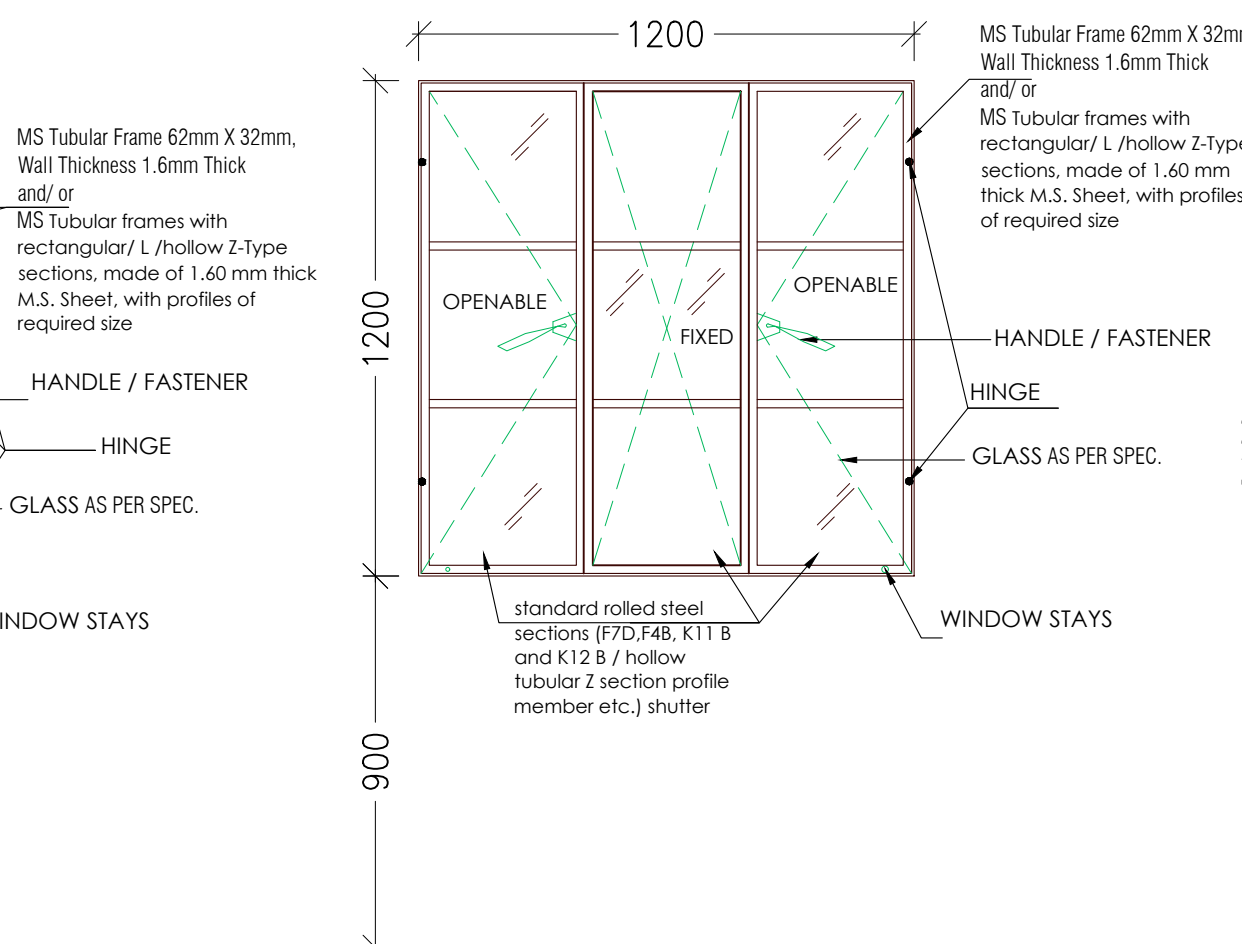 1200
MS Tubular Frame 62mm X 32mm,
Wall Thickness 1.6mm Thick
and/ or
MS Tubular frames with
rectangular/ L /hollow Z-Type
sections, made of 1.60 mm thick
M.S. Sheet, with profiles of
required size
HANDLE / FASTENER
HINGE
GLASS AS PER SPEC.
INDOW STAYS
1200
900
OPENABLE
FIXED
OPENABLE
standard rolled steel
sections (F7D,F4B, K11 B
and K12 B / hollow
tubular Z section profile
member etc.) shutter
MS Tubular Frame 62mm X 32m
Wall Thickness 1.6mm Thick
and/ or
MS Tubular frames with
rectangular/ L /hollow Z-Type
sections, made of 1.60 mm
thick M.S. Sheet, with profiles
of required size
HANDLE / FASTENER
HINGE
GLASS AS PER SPEC.
WINDOW STAYS